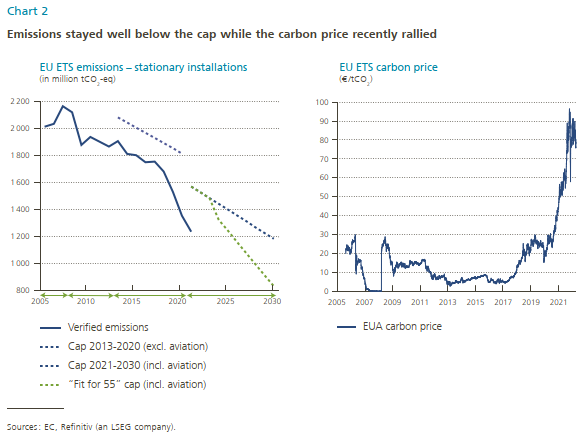 Chart 2
Emissions stayed well below the cap while the carbon price recently rallied
EU ETS emissions – stationary installations
(in million tCO2-eq)
2 200
2 000
1 800
1 600
1 400
1 200
1 000
800
2005
2010
2015
2020
2025
2030
Verified emissions
Cap 2013-2020 (excl. aviation)
Cap 2021-2030 (incl. aviation)
“Fit for 55” cap (incl. aviation)
EU ETS carbon price
(€/tCO2)
100
90
80
70
60
50
40
30
20
10
0
2005
2007
2009
2011
2013
2015
2017
2019
2021
EUA carbon price
Sources: EC, Refinitiv (an LSEG company).